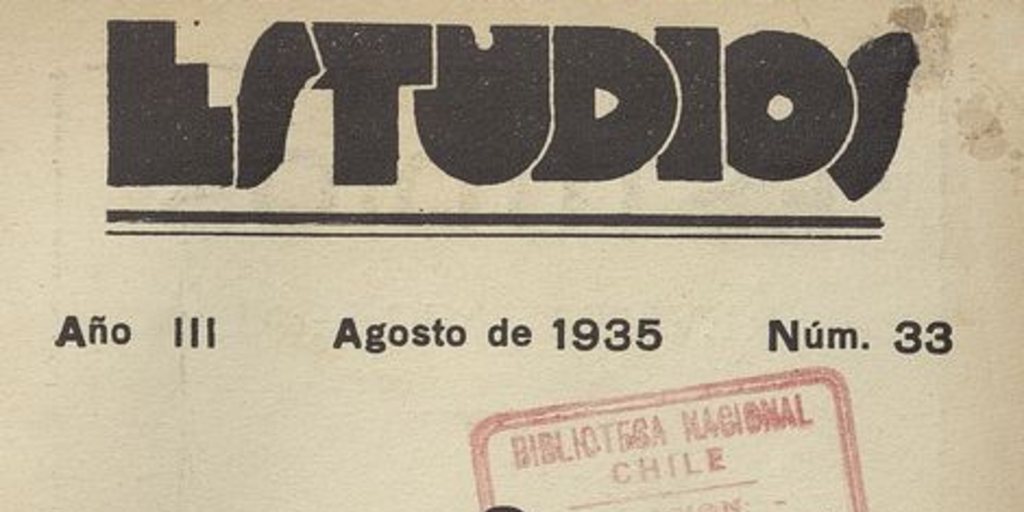 ESTUDIOS
Año III Agosto de 1935 Núm. 33
BIBLIOTECA NACIONAL
CHILE